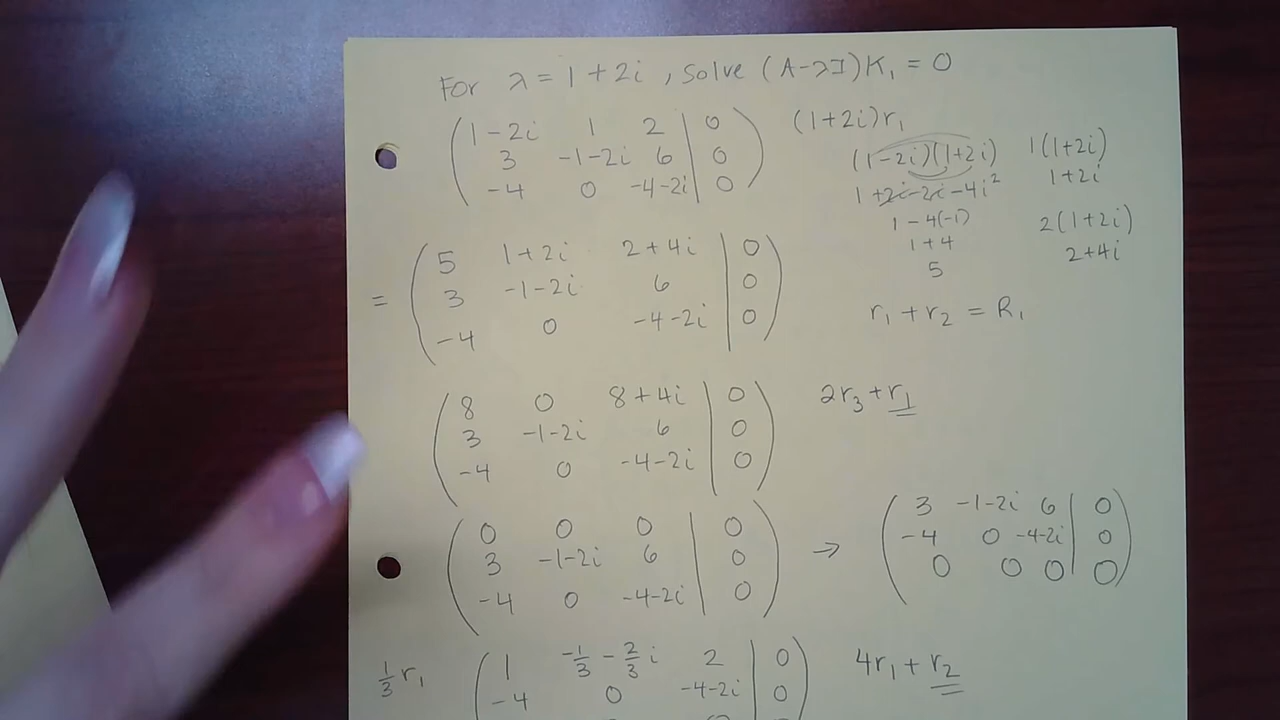 For λ = 1 + 2i , solve (A-λI)K₁ = 0
1-2i 1 2 | 0
3 -1-2i 6 | 0
-4 0 -4-2i | 0
(1+2i)r₁
(1-2i)(1+2i)
1+2i-2i-4i²
1-4(-1)
1+4
5
1(1+2i)
1+2i
2(1+2i)
2+4i
=
5 1+2i 2+4i | 0
3 -1-2i 6 | 0
-4 0 -4-2i | 0
r₁ + r₂ = R₁
8 0 8+4i | 0
3 -1-2i 6 | 0
-4 0 -4-2i | 0
2r₃ + r₁
0 0 0 | 0
3 -1-2i 6 | 0
-4 0 -4-2i | 0
→
3 -1-2i 6 | 0
-4 0 -4-2i | 0
0 0 0 | 0
1/3 r₁
1 -1/3 - 2/3 i 2 | 0
-4 0 -4-2i | 0
4r₁ + r₂